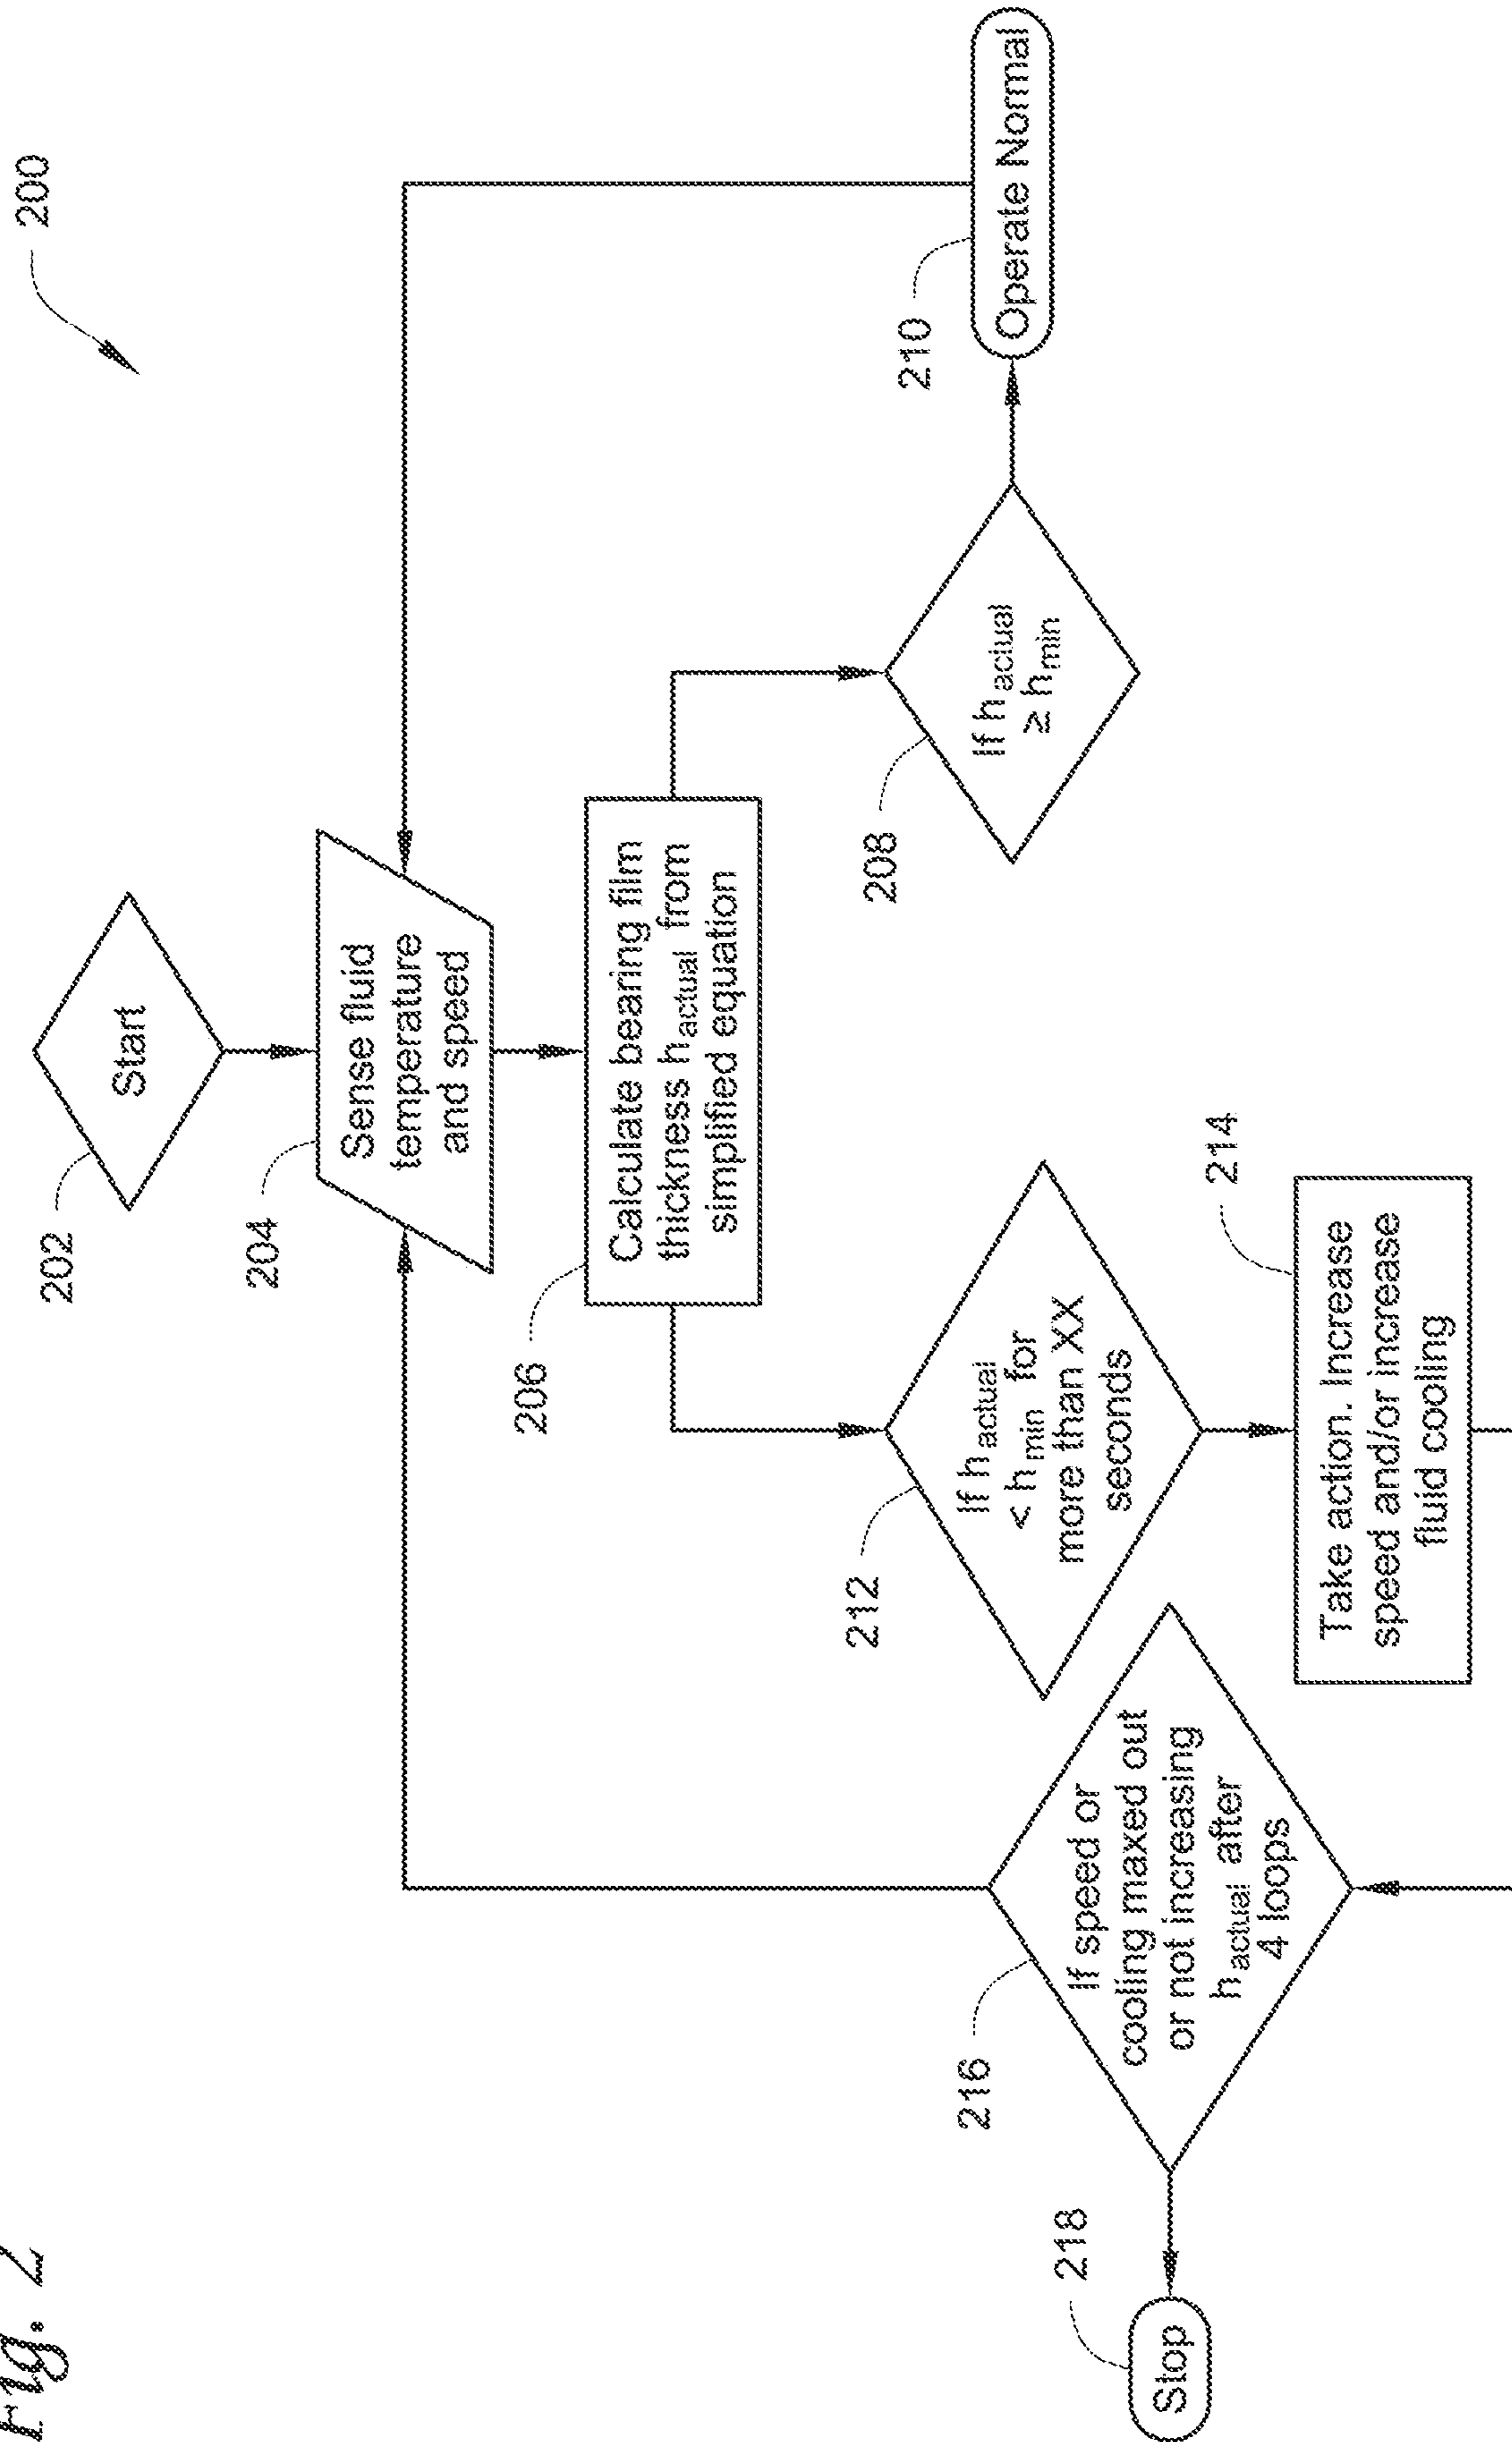 Fig. 2
200
202
Start
204
Sense fluid
temperature
and speed
206
Calculate bearing film
thickness hactual from
simplified equation
208
If hactual
≥ hmin
210
Operate Normal
212
If hactual
< hmin for
more than XX
seconds
214
Take action. Increase
speed and/or increase
fluid cooling
216
If speed or
cooling maxed out
or not increasing
hactual after
4 loops
218
Stop